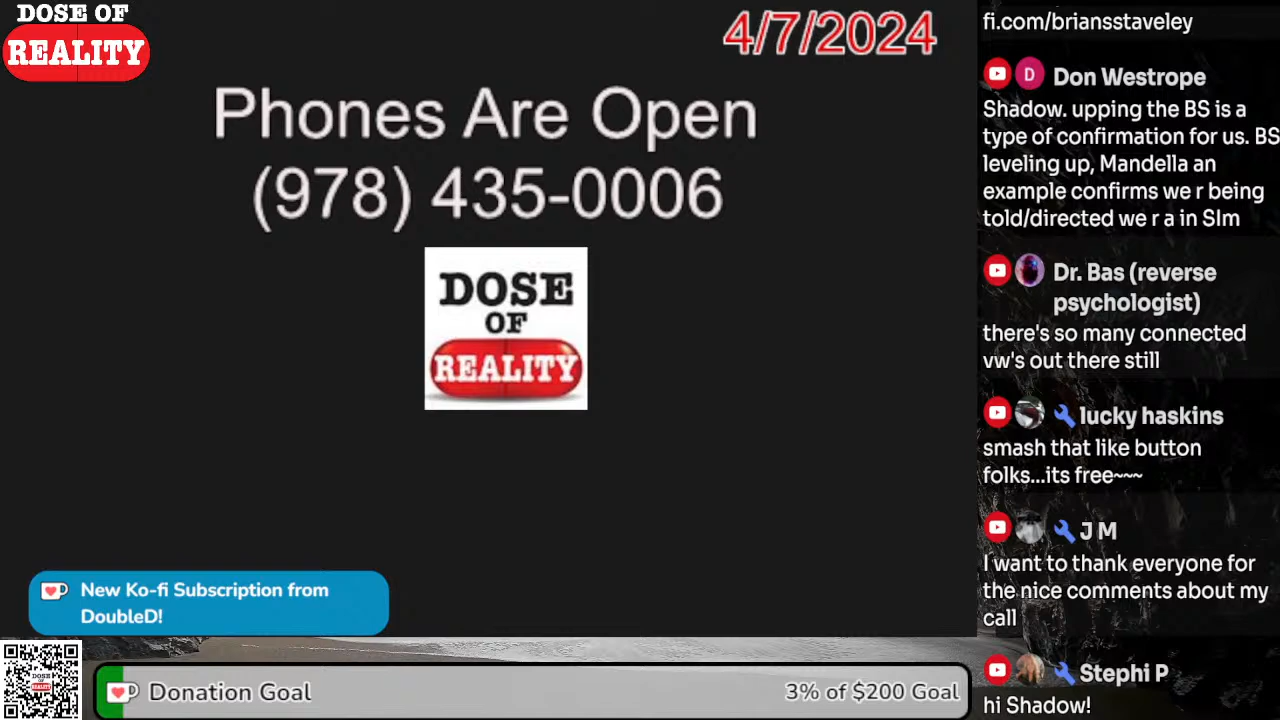 DOSE OF
REALITY
4/7/2024
Phones Are Open
(978) 435-0006
DOSE
OF
REALITY
New Ko-fi Subscription from
DoubleD!
Donation Goal
3% of $200 Goal
fi.com/briansstaveley
Don Westrope
Shadow. upping the BS is a
type of confirmation for us. BS
leveling up, Mandella an
example confirms we r being
told/directed we r a in SIm
Dr. Bas (reverse
psychologist)
there's so many connected
vw's out there still
lucky haskins
smash that like button
folks...its free~~~
J M
I want to thank everyone for
the nice comments about my
call
Stephi P
hi Shadow!